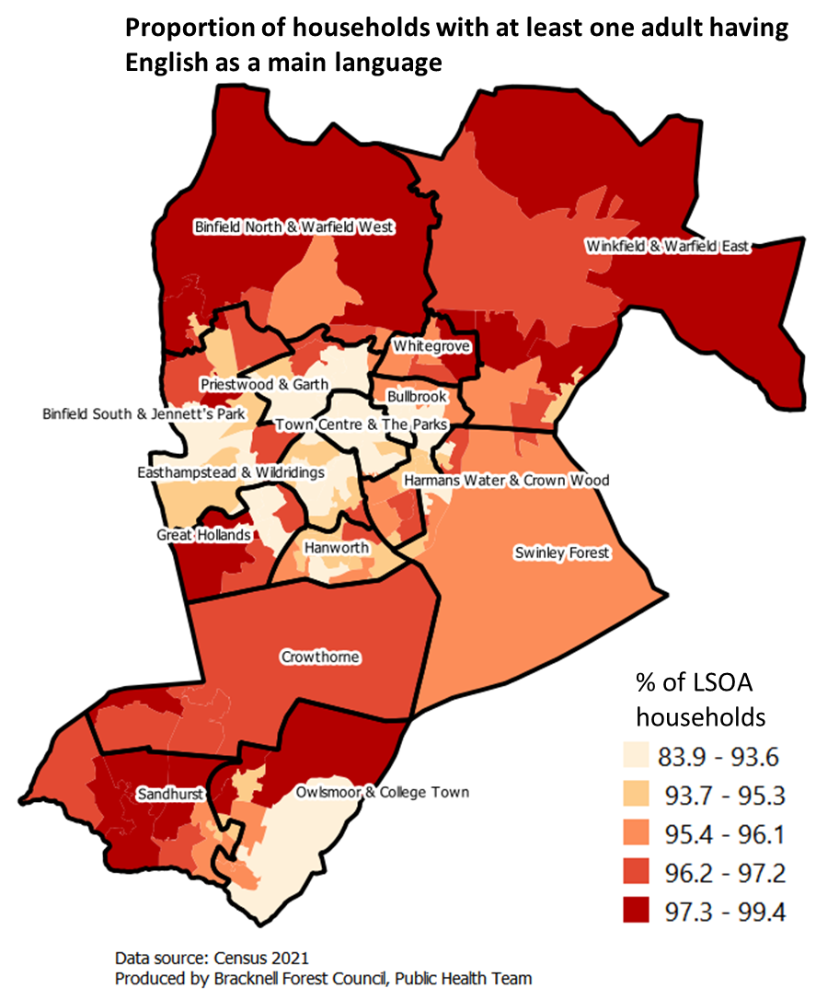 Proportion of households with at least one adult having
English as a main language
Binfield North & Warfield West
Winkfield & Warfield East
Whitegrove
Priestwood & Garth
Bullbrook
Binfield South & Jennett's Park
Town Centre & The Parks
Easthampstead & Wildridings
Harmans Water & Crown Wood
Great Hollands
Hanworth
Swinley Forest
Crowthorne
Sandhurst
Owlsmoor & College Town
% of LSOA
households
83.9 - 93.6
93.7 - 95.3
95.4 - 96.1
96.2 - 97.2
97.3 - 99.4
Data source: Census 2021
Produced by Bracknell Forest Council, Public Health Team